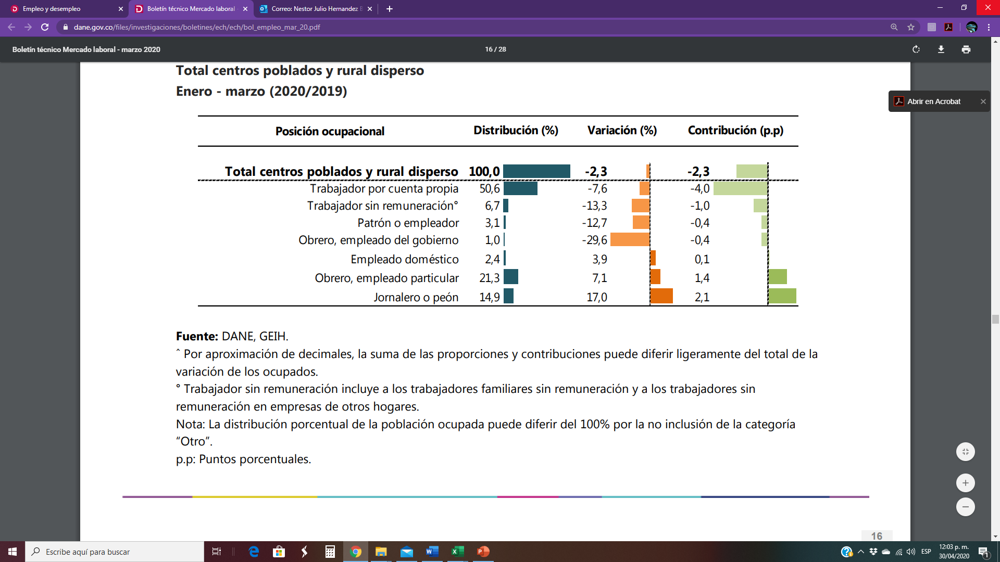 Empleo y desempleo
Boletín técnico Mercado laboral -
Correo: Nestor Julio Hernandez
dane.gov.co/files/investigaciones/boletines/ech/ech/bol_empleo_mar_20.pdf
Boletín técnico Mercado laboral - marzo 2020 16 / 28
Total centros poblados y rural disperso
Enero - marzo (2020/2019)
Abrir en Acrobat
Posición ocupacional Distribución (%) Variación (%) Contribución (p.p)
Total centros poblados y rural disperso 100,0 -2,3 -2,3
Trabajador por cuenta propia 50,6 -7,6 -4,0
Trabajador sin remuneración° 6,7 -13,3 -1,0
Patrón o empleador 3,1 -12,7 -0,4
Obrero, empleado del gobierno 1,0 -29,6 -0,4
Empleado doméstico 2,4 3,9 0,1
Obrero, empleado particular 21,3 7,1 1,4
Jornalero o peón 14,9 17,0 2,1
Fuente: DANE, GEIH.
ˆ Por aproximación de decimales, la suma de las proporciones y contribuciones puede diferir ligeramente del total de la
variación de los ocupados.
° Trabajador sin remuneración incluye a los trabajadores familiares sin remuneración y a los trabajadores sin
remuneración en empresas de otros hogares.
Nota: La distribución porcentual de la población ocupada puede diferir del 100% por la no inclusión de la categoría
“Otro”.
p.p: Puntos porcentuales.
16
Escribe aquí para buscar
ESP
12:03 p. m.
30/04/2020
1